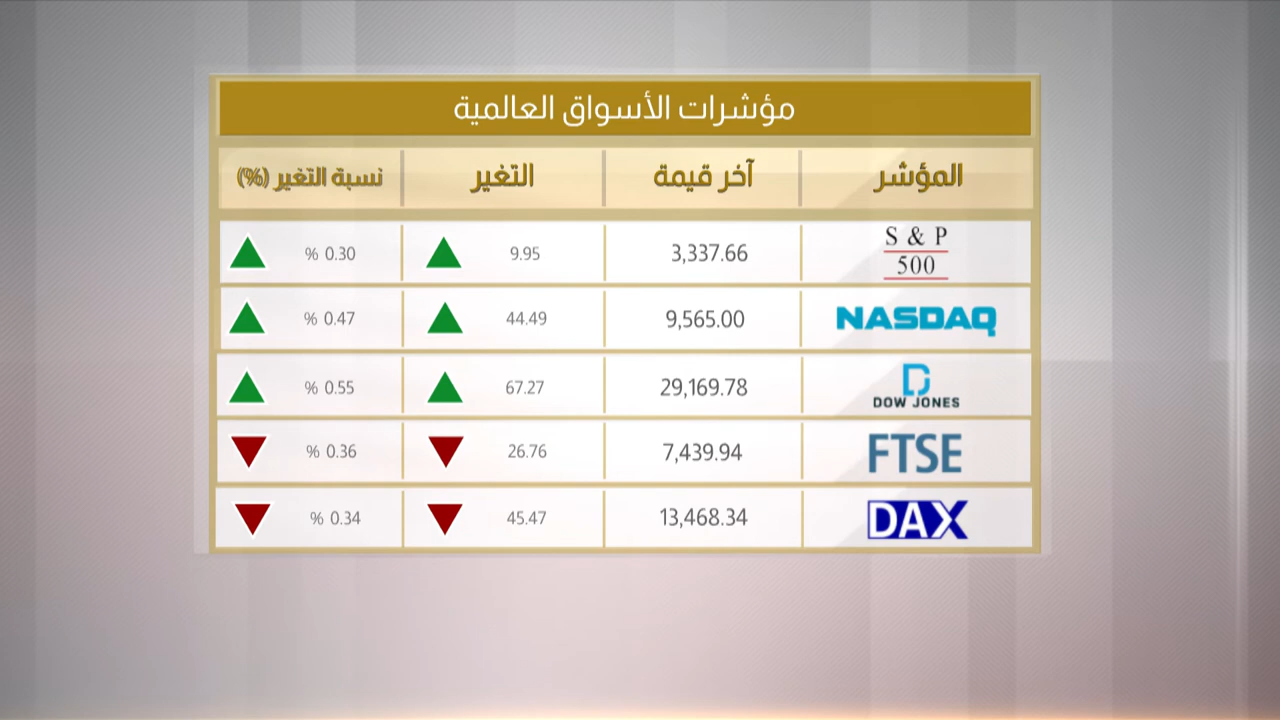 مؤشرات الأسواق العالمية
المؤشر آخر قيمة التغير نسبة التغير (%)
S & P
500
3,337.66 9.95 % 0.30
NASDAQ 9,565.00 44.49 % 0.47
DOW JONES 29,169.78 67.27 % 0.55
FTSE 7,439.94 26.76 % 0.36
DAX 13,468.34 45.47 % 0.34